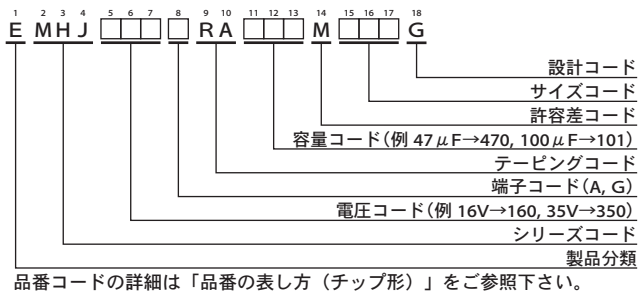 1 2 3 4 5 6 7 8 9 10 11 12 13 14 15 16 17 18
E MHJ □□□ □ RA □□□ M □□□ G
設計コード
サイズコード
許容差コード
容量コード(例 47μF→470, 100μF→101)
テーピングコード
端子コード(A, G)
電圧コード(例 16V→160, 35V→350)
シリーズコード
製品分類
品番コードの詳細は「品番の表し方(チップ形)」をご参照下さい。